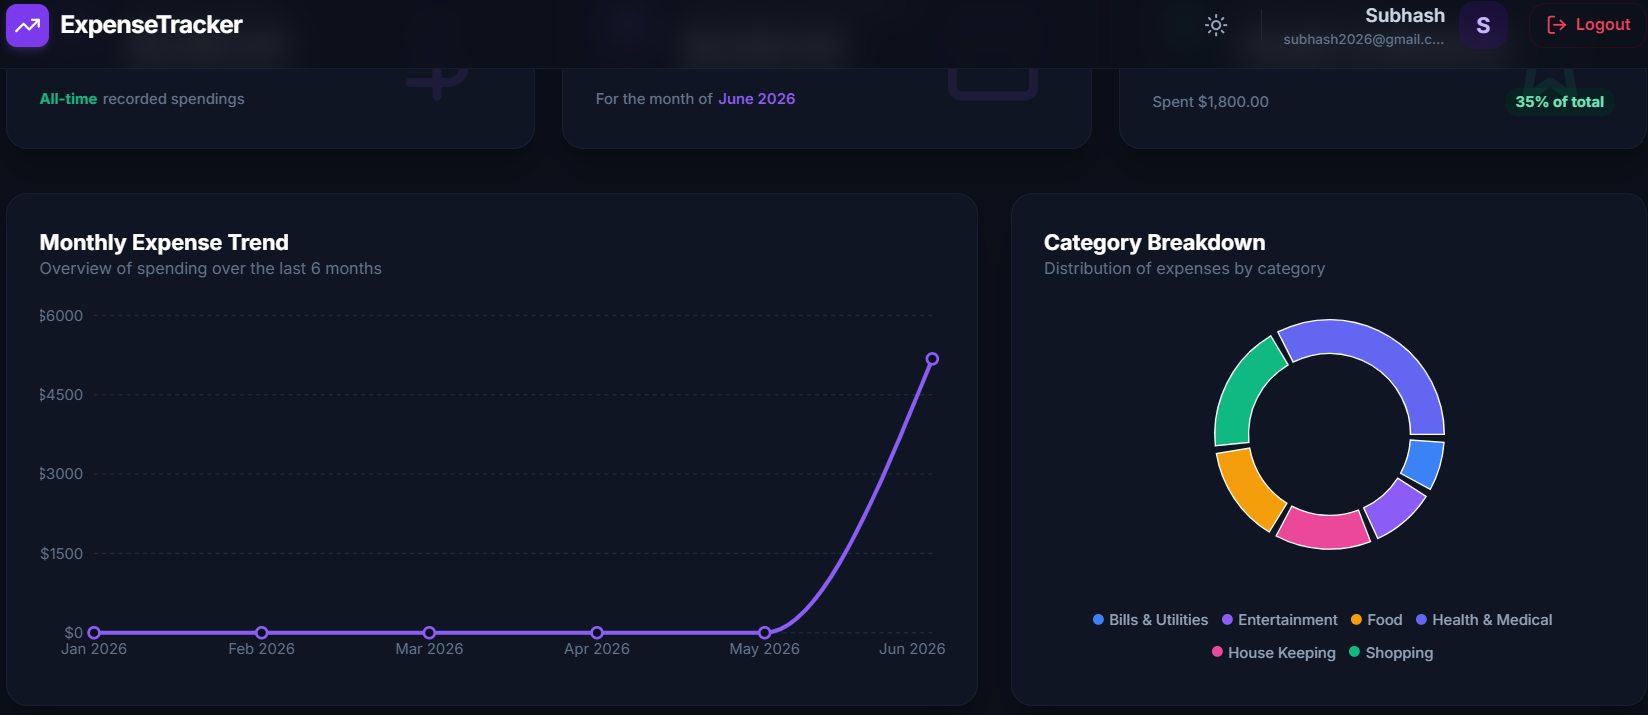 ExpenseTracker
Subhash
subhash2026@gmail.c...
S
Logout
All-time recorded spendings
For the month of June 2026
Spent $1,800.00
35% of total
Monthly Expense Trend
Overview of spending over the last 6 months
$6000
$4500
$3000
$1500
$0
Jan 2026 Feb 2026 Mar 2026 Apr 2026 May 2026 Jun 2026
Category Breakdown
Distribution of expenses by category
Bills & Utilities Entertainment Food Health & Medical
House Keeping Shopping